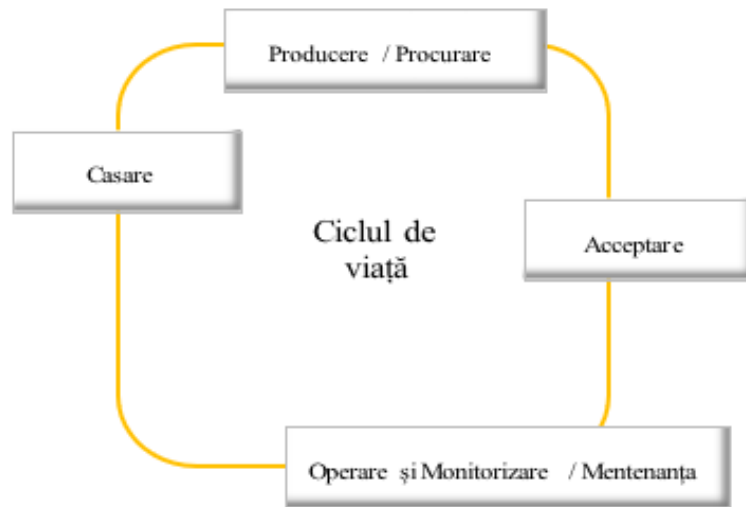 Producere / Procurare
Casare
Ciclul de
viață
Acceptare
Operare și Monitorizare / Mentenanța